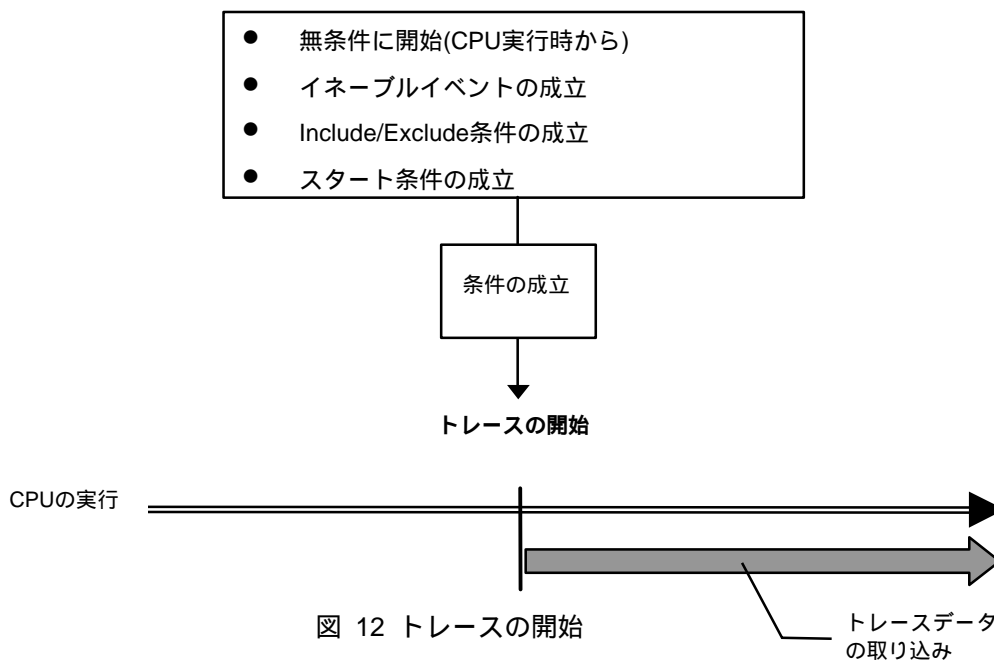 ● 無条件に開始(CPU実行時から)
● イネーブルイベントの成立
● Include/Exclude条件の成立
● スタート条件の成立
条件の成立
トレースの開始
CPUの実行
図 12 トレースの開始
トレースデータ
の取り込み